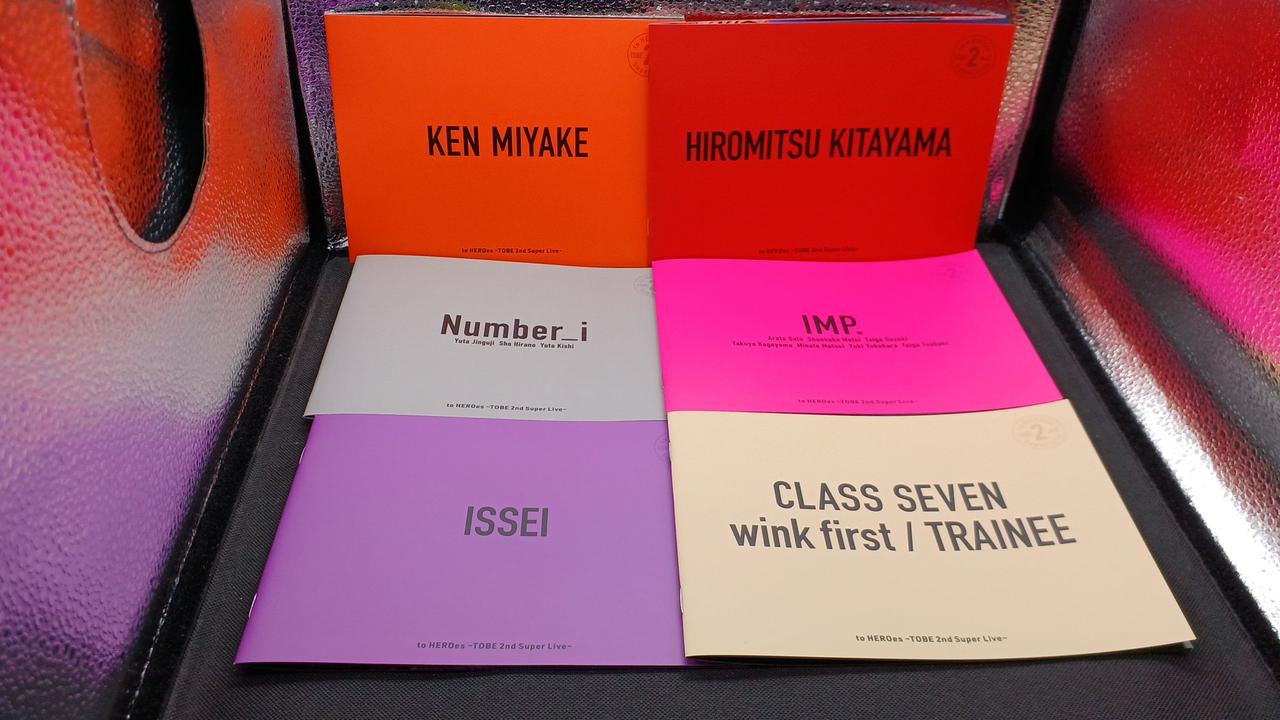 KEN MIYAKE
to HEROes ~TOBE 2nd Super Live~
2
HIROMITSU KITAYAMA
to HEROes ~TOBE 2nd Super Live~
Number_i
Yuta Jinguji Sho Hirano Yuta Kishi
to HEROes ~TOBE 2nd Super Live~
IMP.
Arata Sato Shunsuke Motai Taiga Suzuki
Takuya Kageyama Minato Matsui Yuki Yokohara Taiga Tsubaki
to HEROes ~TOBE 2nd Super Live~
ISSEI
to HEROes ~TOBE 2nd Super Live~
2
CLASS SEVEN
wink first / TRAINEE
to HEROes ~TOBE 2nd Super Live~